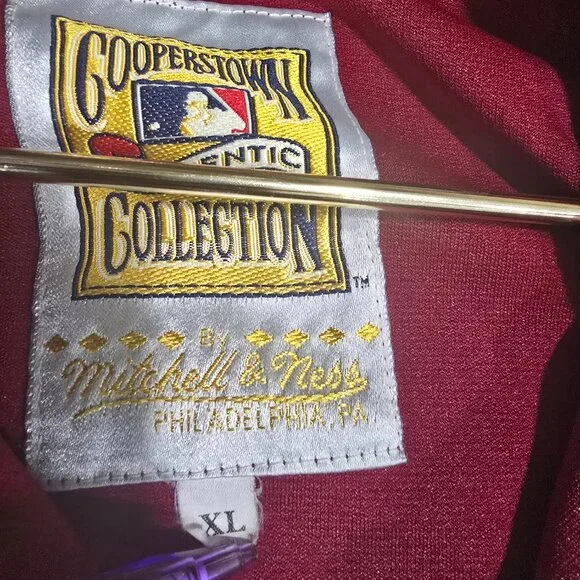 COOPERSTOWN
COLLECTION
TM
By
Mitchell & Ness
PHILADELPHIA, PA
XL